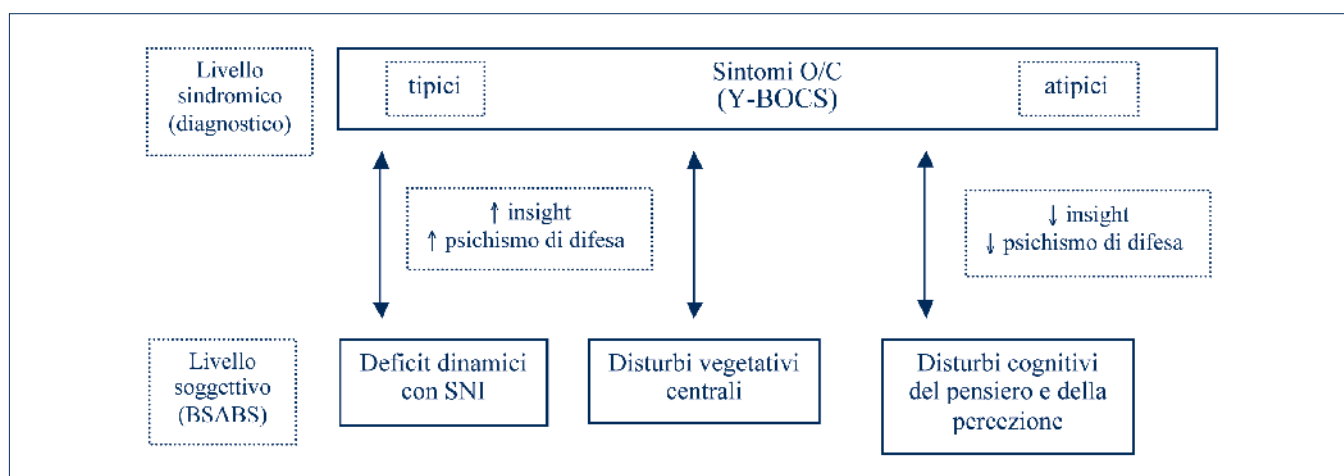 Livello
sindromico
(diagnostico)
tipici
Sintomi O/C
(Y-BOCS)
atipici
↑ insight
↑ psichismo di difesa
↓ insight
↓ psichismo di difesa
Livello
soggettivo
(BSABS)
Deficit dinamici
con SNI
Disturbi vegetativi
centrali
Disturbi cognitivi
del pensiero e della
percezione